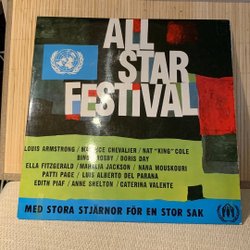 ALL
STAR
FESTIVAL
LOUIS ARMSTRONG / MAURICE CHEVALIER / NAT "KING" COLE
BING CROSBY / DORIS DAY
ELLA FITZGERALD / MAHALIA JACKSON / NANA MOUSKOURI
PATTI PAGE / LUIS ALBERTO DEL PARANA
EDITH PIAF / ANNE SHELTON / CATERINA VALENTE
MED STORA STJÄRNOR FÖR EN STOR SAK